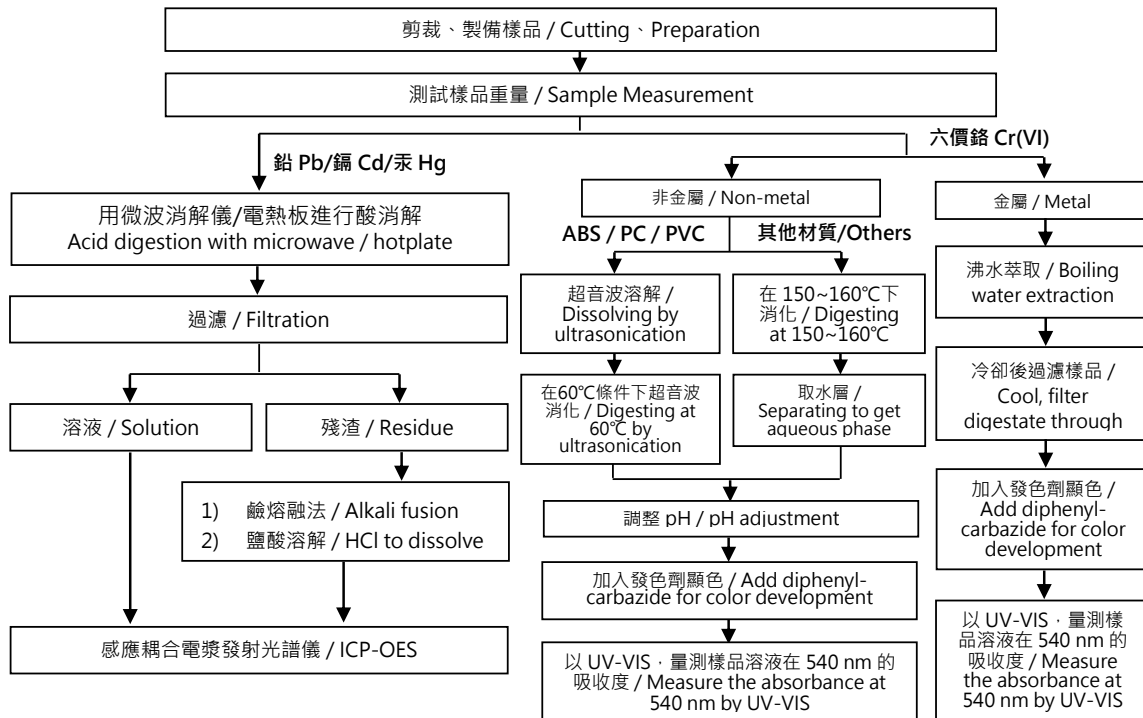 剪裁、製備樣品 / Cutting、Preparation
測試樣品重量 / Sample Measurement
鉛 Pb/鎘 Cd/汞 Hg
六價鉻 Cr(VI)
用微波消解儀/電熱板進行酸消解
Acid digestion with microwave / hotplate
過濾 / Filtration
溶液 / Solution
殘渣 / Residue
1) 鹼熔融法 / Alkali fusion
2) 鹽酸溶解 / HCl to dissolve
感應耦合電漿發射光譜儀 / ICP-OES
非金屬 / Non-metal
ABS / PC / PVC
其他材質/Others
超音波溶解 /
Dissolving by
ultrasonication
在60℃條件下超音波
消化 / Digesting at
60℃ by
ultrasonication
在 150~160℃下
消化 / Digesting
at 150~160℃
取水層 /
Separating to get
aqueous phase
調整 pH / pH adjustment
加入發色劑顯色 / Add diphenyl-
carbazide for color development
以 UV-VIS，量測樣品溶液在 540 nm 的
吸收度 / Measure the absorbance at
540 nm by UV-VIS
金屬 / Metal
沸水萃取 / Boiling
water extraction
冷卻後過濾樣品 /
Cool, filter
digestate through
加入發色劑顯色 /
Add diphenyl-
carbazide for color
development
以 UV-VIS，量測樣
品溶液在 540 nm 的
吸收度 / Measure
the absorbance at
540 nm by UV-VIS